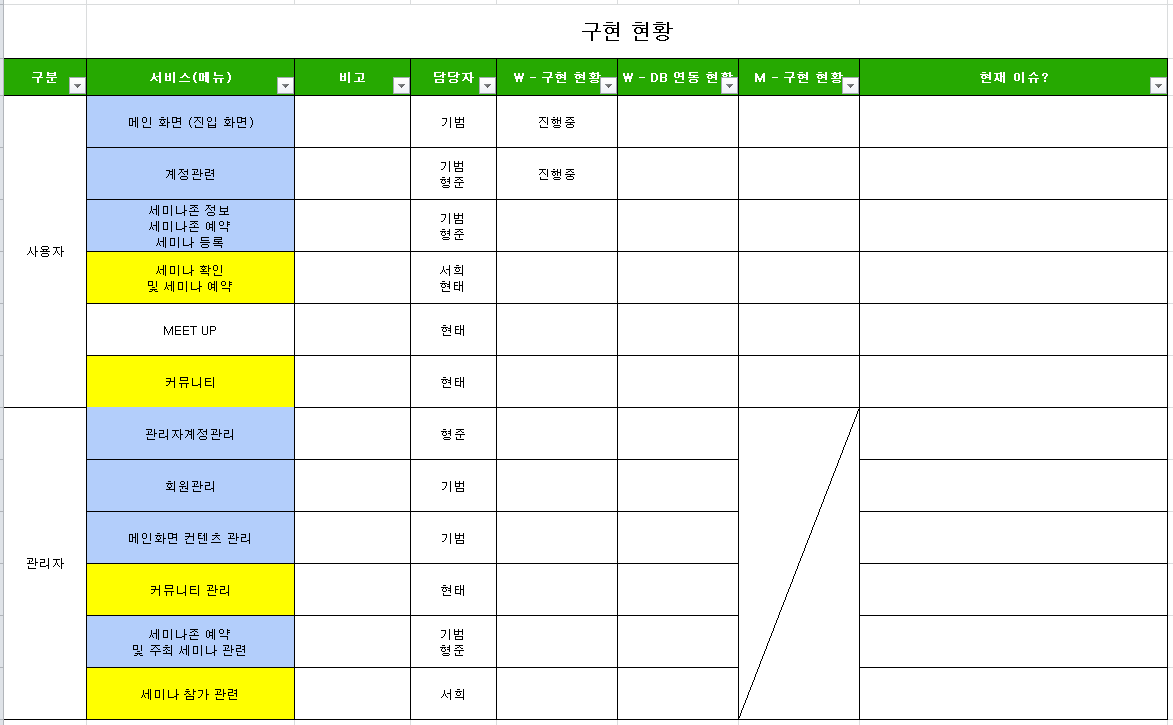 구현 현황
구분 서비스(메뉴) 비고 담당자 W - 구현 현황 W - DB 연동 현황 M - 구현 현황 현재 이슈?
사용자
메인 화면 (진입 화면) 기범 진행중
계정관련 기범 진행중
형준
세미나존 정보
세미나존 예약 기범
세미나 등록 형준
세미나 확인 서희
및 세미나 예약 현태
MEET UP 현태
커뮤니티 현태
관리자
관리자계정관리 형준
회원관리 기범
메인화면 컨텐츠 관리 기범
커뮤니티 관리 현태
세미나존 예약 기범
및 주최 세미나 관련 형준
세미나 참가 관련 서희